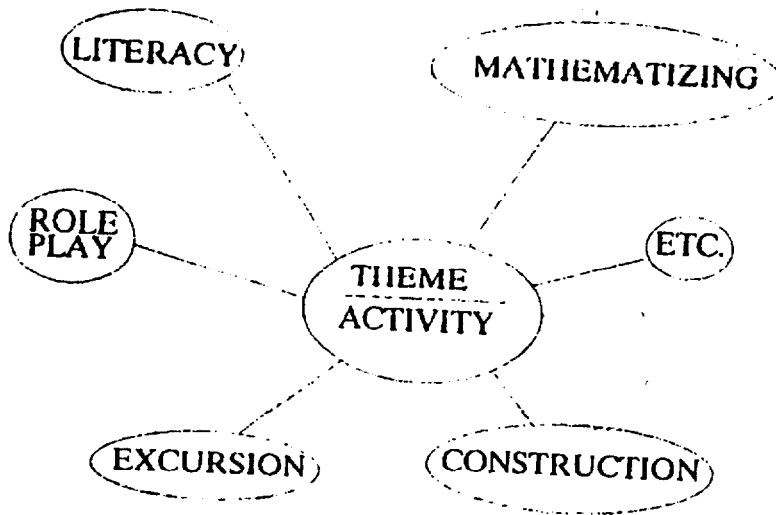 LITERACY
MATHEMATIZING
ROLE
PLAY
ETC.
THEME
ACTIVITY
EXCURSION
CONSTRUCTION